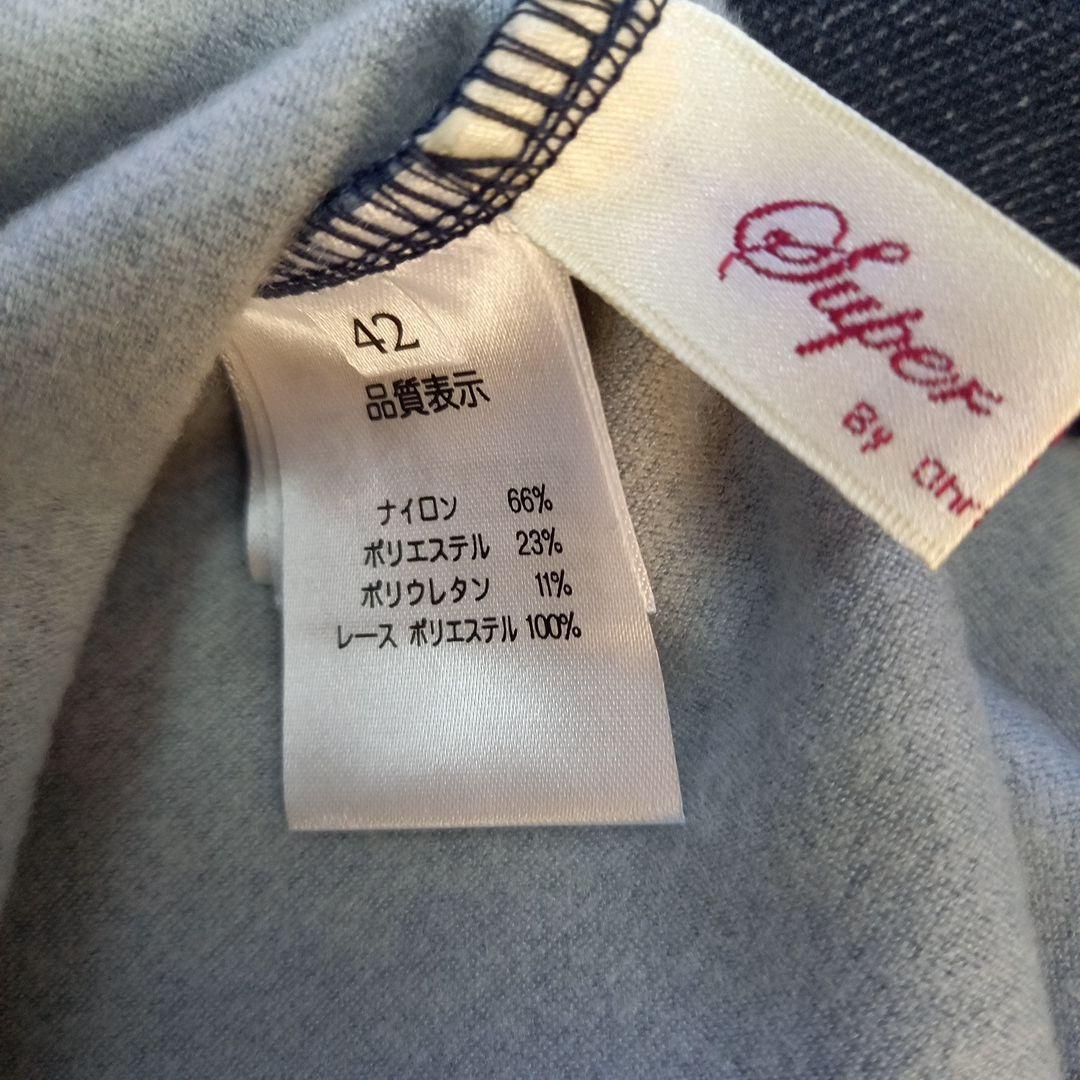 42
品質表示
ナイロン 66%
ポリエステル 23%
ポリウレタン 11%
レース ポリエステル 100%
Super
By